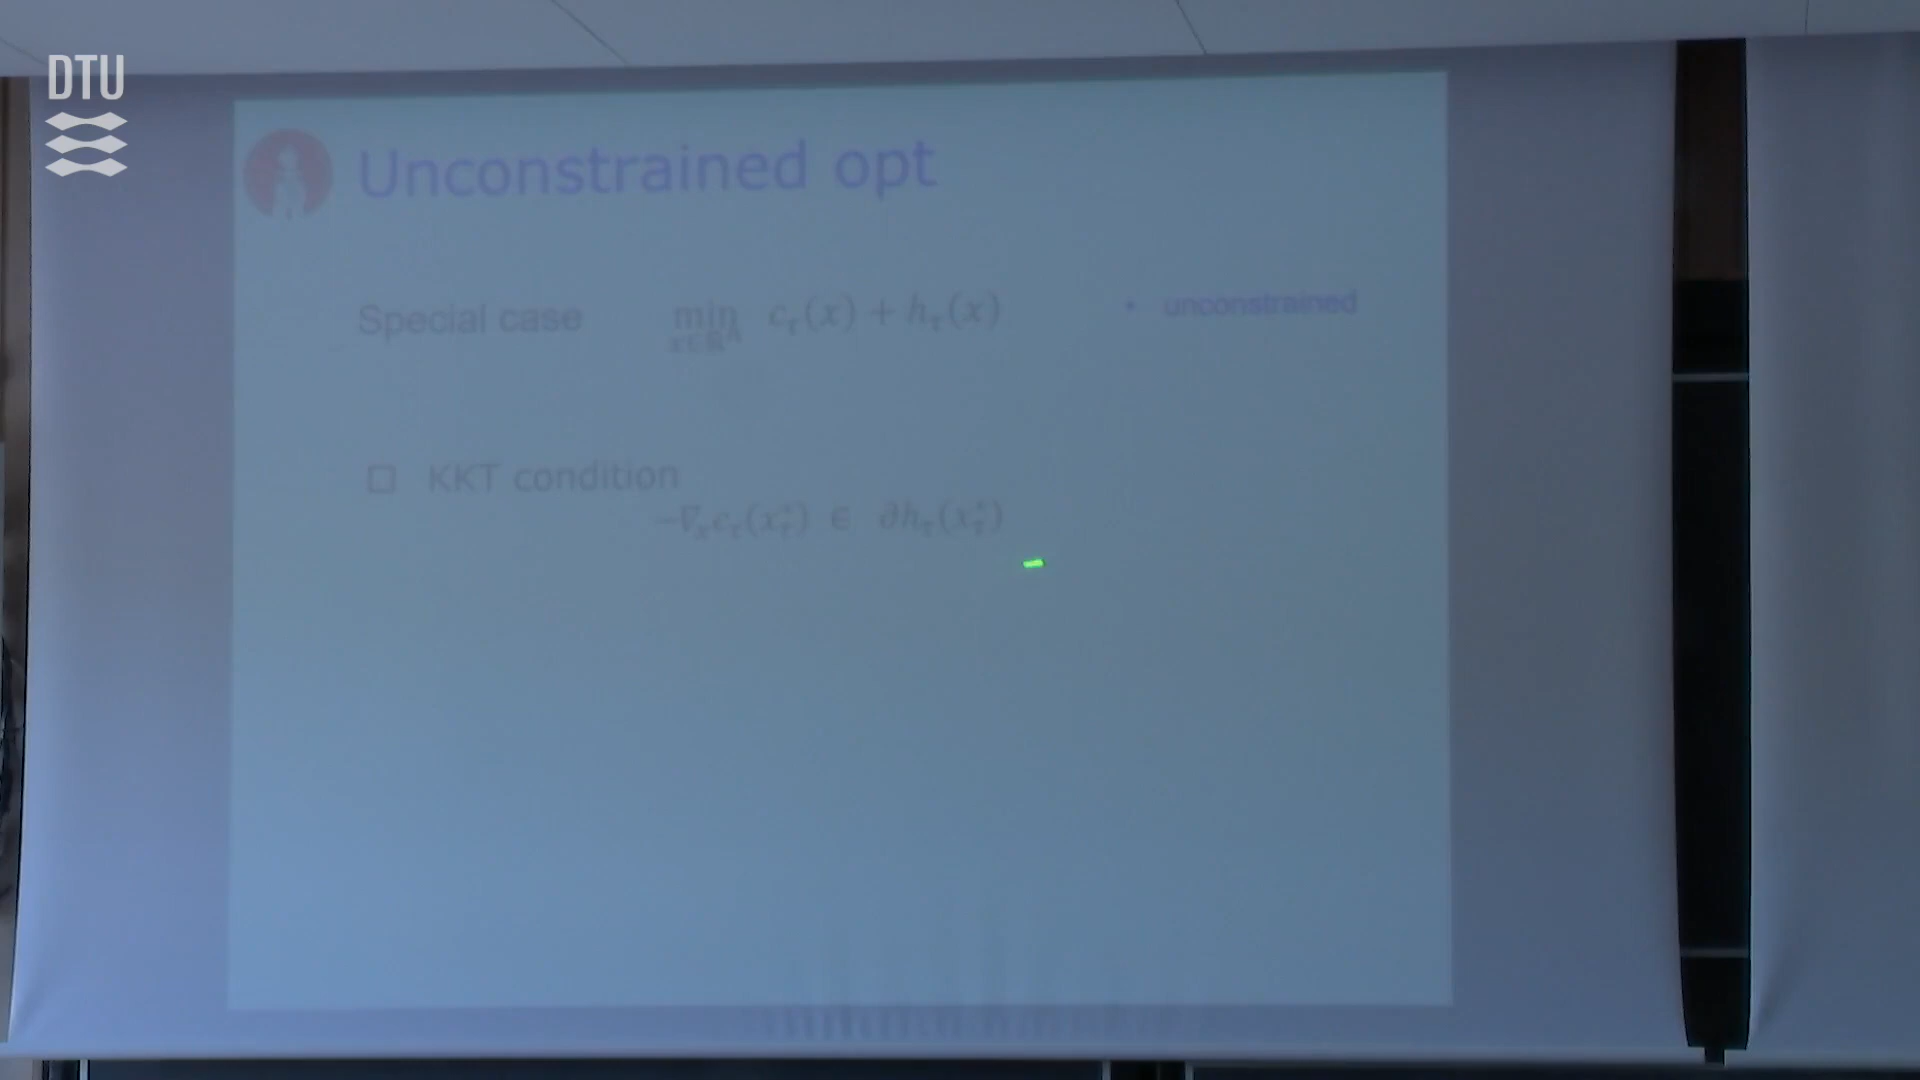 DTU
Unconstrained opt
Special case min c_τ(x) + h_τ(x) • unconstrained
x∈ℝ^A
☐ KKT condition
−∇_x c_τ(x_τ^*) ∈ ∂h_τ(x_τ^*)